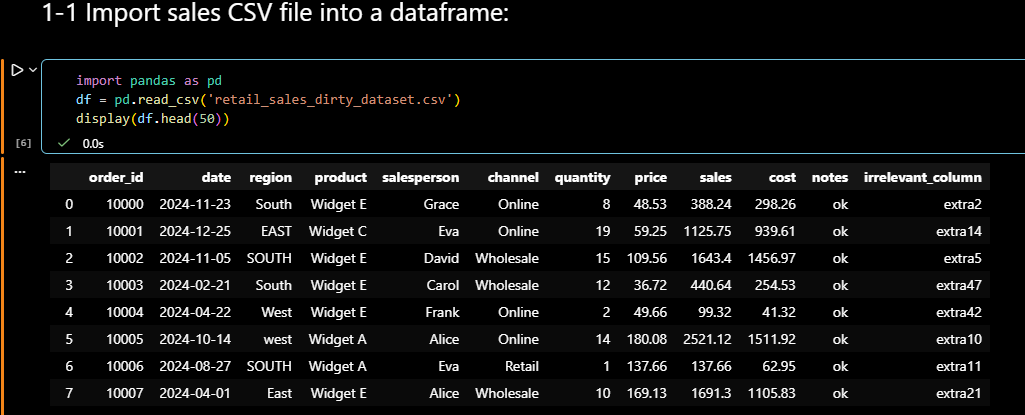 1-1 Import sales CSV file into a dataframe:
import pandas as pd
df = pd.read_csv('retail_sales_dirty_dataset.csv')
display(df.head(50))
[6] 0.0s
...
order_id date region product salesperson channel quantity price sales cost notes irrelevant_column
0 10000 2024-11-23 South Widget E Grace Online 8 48.53 388.24 298.26 ok extra2
1 10001 2024-12-25 EAST Widget C Eva Online 19 59.25 1125.75 939.61 ok extra14
2 10002 2024-11-05 SOUTH Widget E David Wholesale 15 109.56 1643.4 1456.97 ok extra5
3 10003 2024-02-21 South Widget E Carol Wholesale 12 36.72 440.64 254.53 ok extra47
4 10004 2024-04-22 West Widget E Frank Online 2 49.66 99.32 41.32 ok extra42
5 10005 2024-10-14 west Widget A Alice Online 14 180.08 2521.12 1511.92 ok extra10
6 10006 2024-08-27 SOUTH Widget A Eva Retail 1 137.66 137.66 62.95 ok extra11
7 10007 2024-04-01 East Widget E Alice Wholesale 10 169.13 1691.3 1105.83 ok extra21